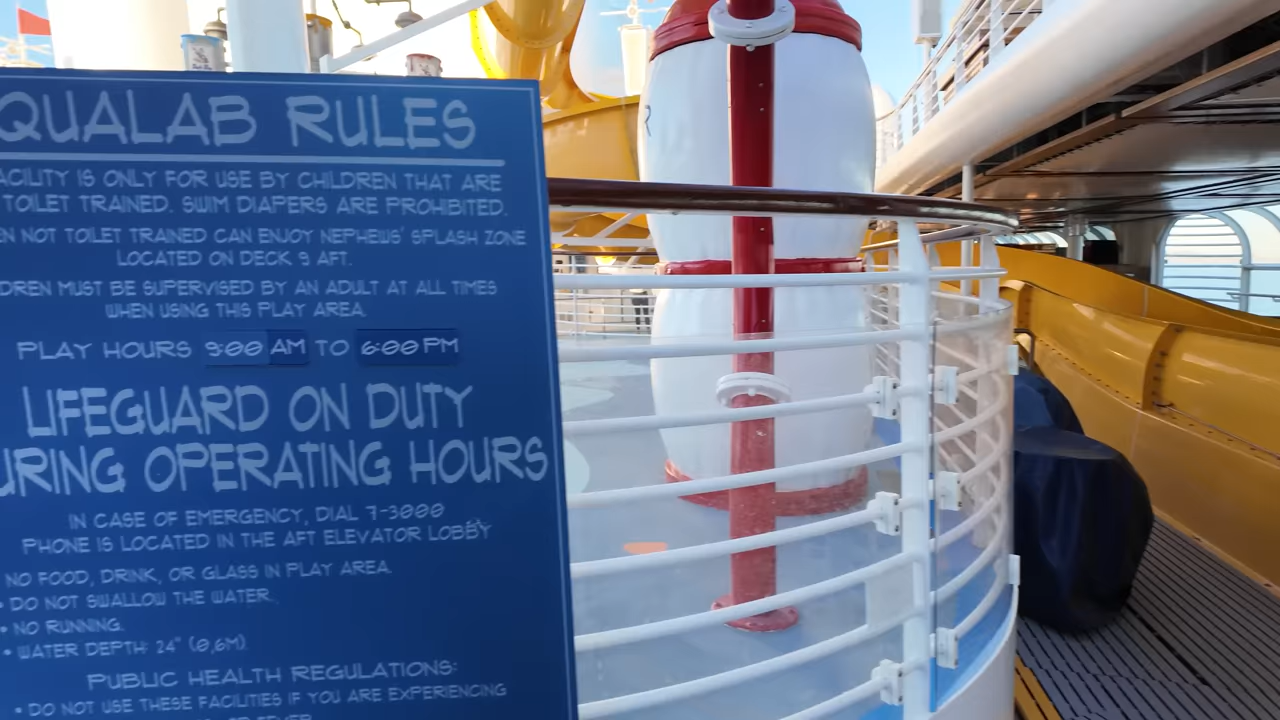 QUALAB RULES
ACILITY IS ONLY FOR USE BY CHILDREN THAT ARE
TOILET TRAINED. SWIM DIAPERS ARE PROHIBITED.
EN NOT TOILET TRAINED CAN ENJOY NEPHEWS' SPLASH ZONE
LOCATED ON DECK 9 AFT.
DREN MUST BE SUPERVISED BY AN ADULT AT ALL TIMES
WHEN USING THIS PLAY AREA.
PLAY HOURS 9:00 AM TO 6:00 PM
LIFEGUARD ON DUTY
URING OPERATING HOURS
IN CASE OF EMERGENCY, DIAL 7-3000
PHONE IS LOCATED IN THE AFT ELEVATOR LOBBY
NO FOOD, DRINK, OR GLASS IN PLAY AREA.
• DO NOT SWALLOW THE WATER.
• NO RUNNING.
• WATER DEPTH: 24" (0,6M)
PUBLIC HEALTH REGULATIONS:
• DO NOT USE THESE FACILITIES IF YOU ARE EXPERIENCING